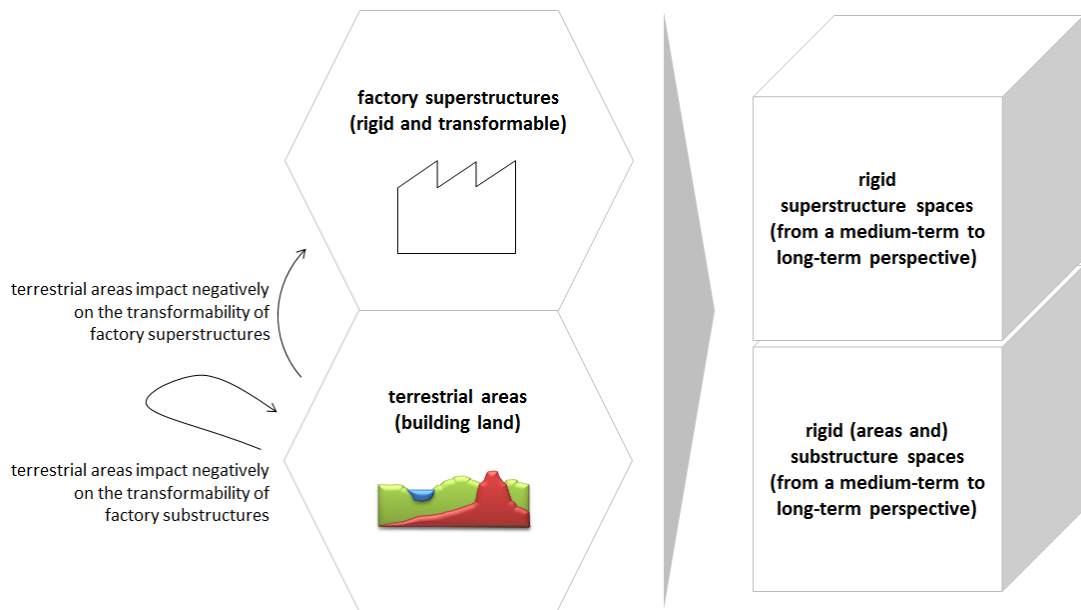 factory superstructures
(rigid and transformable)
terrestrial areas impact negatively
on the transformability of
factory superstructures
terrestrial areas
(building land)
terrestrial areas impact negatively
on the transformability of
factory substructures
rigid
superstructure spaces
(from a medium-term to
long-term perspective)
rigid (areas and)
substructure spaces
(from a medium-term to
long-term perspective)